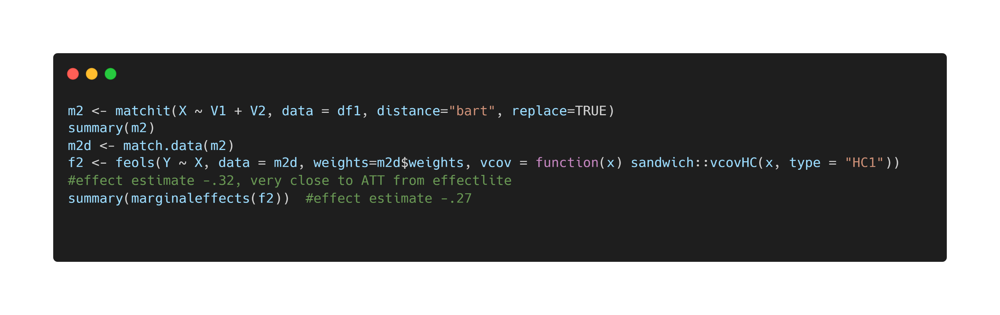 m2 <- matchit(X ~ V1 + V2, data = df1, distance="bart", replace=TRUE)
summary(m2)
m2d <- match.data(m2)
f2 <- feols(Y ~ X, data = m2d, weights=m2d$weights, vcov = function(x) sandwich::vcovHC(x, type = "HC1"))
#effect estimate -.32, very close to ATT from effectlite
summary(marginaleffects(f2))  #effect estimate -.27